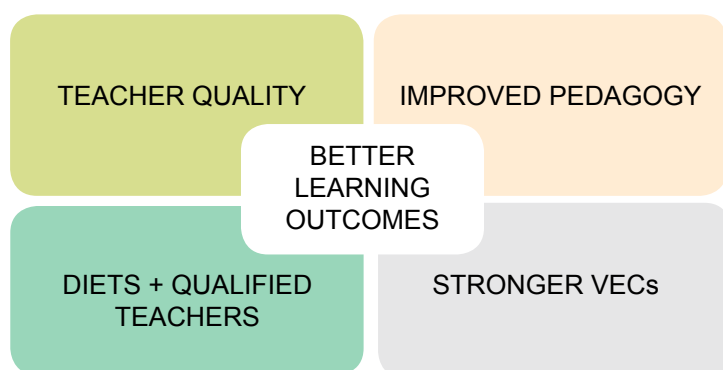 TEACHER QUALITY
IMPROVED PEDAGOGY
BETTER
LEARNING
OUTCOMES
DIETS + QUALIFIED
TEACHERS
STRONGER VECs